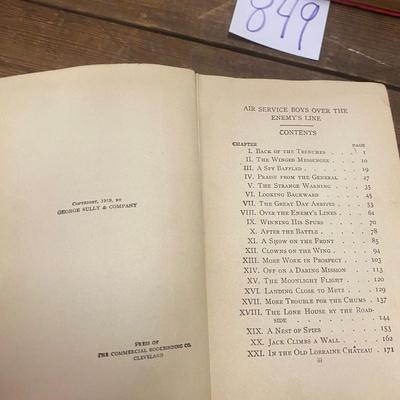 849
COPYRIGHT, 1919, BY
GEORGE SULLY & COMPANY
PRESS OF
THE COMMERCIAL BOOKBINDING CO.
CLEVELAND
AIR SERVICE BOYS OVER THE
ENEMY'S LINE
CONTENTS
CHAPTER PAGE
I. BACK OF THE TRENCHES . . 1
II. THE WINGED MESSENGER . . . 10
III. A SPY BAFFLED . . . . . 19
IV. PRAISE FROM THE GENERAL . . 27
V. THE STRANGE WARNING . . . 35
VI. LOOKING BACKWARD . . . . 45
VII. THE GREAT DAY ARRIVES . . . 53
VIII. OVER THE ENEMY'S LINES . . . 61
IX. WINNING HIS SPURS . . . . 70
X. AFTER THE BATTLE . . . . 78
XI. A SHOW ON THE FRONT . . . 85
XII. CLOWNS ON THE WING . . . . 94
XIII. MORE WORK IN PROSPECT . . . 103
XIV. OFF ON A DARING MISSION . . 113
XV. THE MOONLIGHT FLIGHT . . . 120
XVI. LANDING CLOSE TO METZ . . . 129
XVII. MORE TROUBLE FOR THE CHUMS . 137
XVIII. THE LONE HOUSE BY THE ROAD-
SIDE . . . . . . . 144
XIX. A NEST OF SPIES . . . . 153
XX. JACK CLIMBS A WALL . . . . 162
XXI. IN THE OLD LORRAINE CHÂTEAU . 171
iii